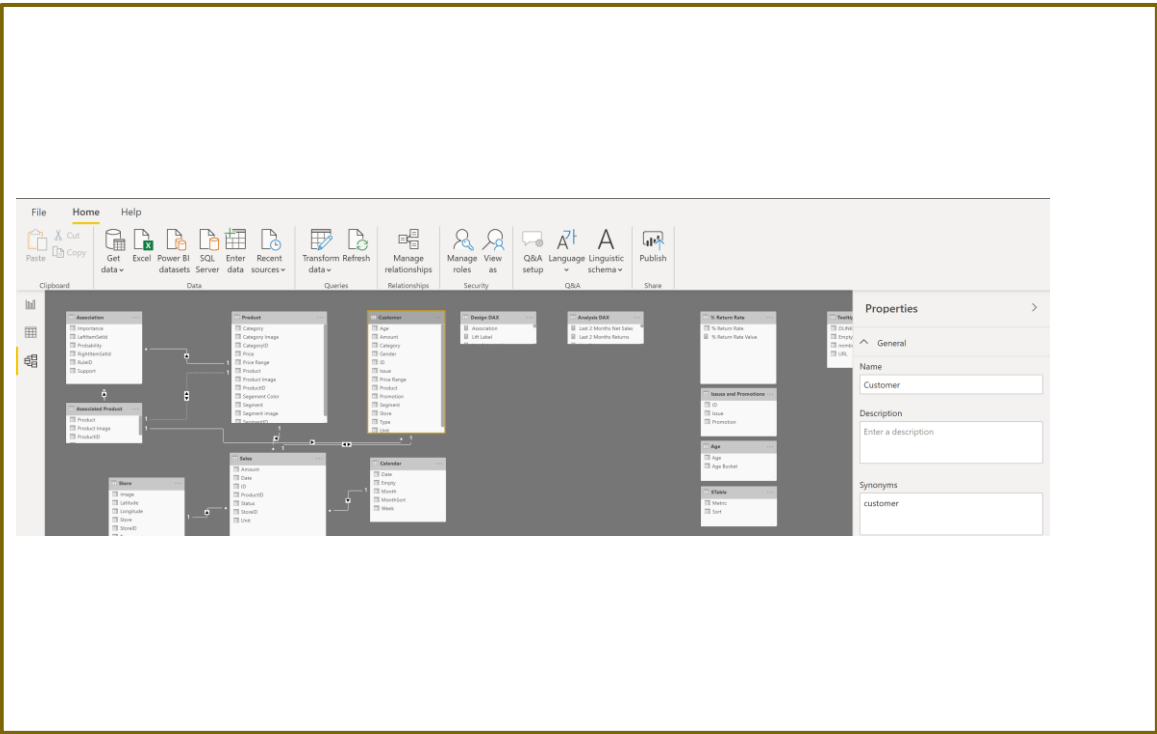 File Home Help
Paste Cut Copy
Get data Excel Power BI datasets SQL Server Enter data Recent sources Transform data Refresh Manage relationships Manage roles View as Q&A setup Language Linguistic schema Publish
Clipboard Data Queries Relationships Security Q&A Share
Association
Importance
LeftItemSetId
Probability
RightItemSetId
RuleID
Support
Associated Product
Product
Product Image
ProductID
Product
Category
Category Image
CategoryID
Price
Price Range
Product
Product Image
ProductID
Segement Color
Segment
Segment image
SegmentID
Customer
Age
Amount
Category
Gender
ID
Issue
Price Range
Product
Promotion
Segment
Store
Type
Unit
Design DAX
Association
Lift Label
Analysis DAX
Last 2 Months Net Sales
Last 2 Months Returns
% Return Rate
% Return Rate
% Return Rate Value
Issues and Promotions
ID
Issue
Promotion
Age
Age
Age Bucket
STable
Metric
Sort
Empty
URL
Store
Image
Latitude
Longitude
Store
StoreID
Sales
Amount
Date
ID
ProductID
Status
StoreID
Unit
Calendar
Date
Empty
Month
MonthSort
Week
Properties
General
Name
Customer
Description
Enter a description
Synonyms
customer